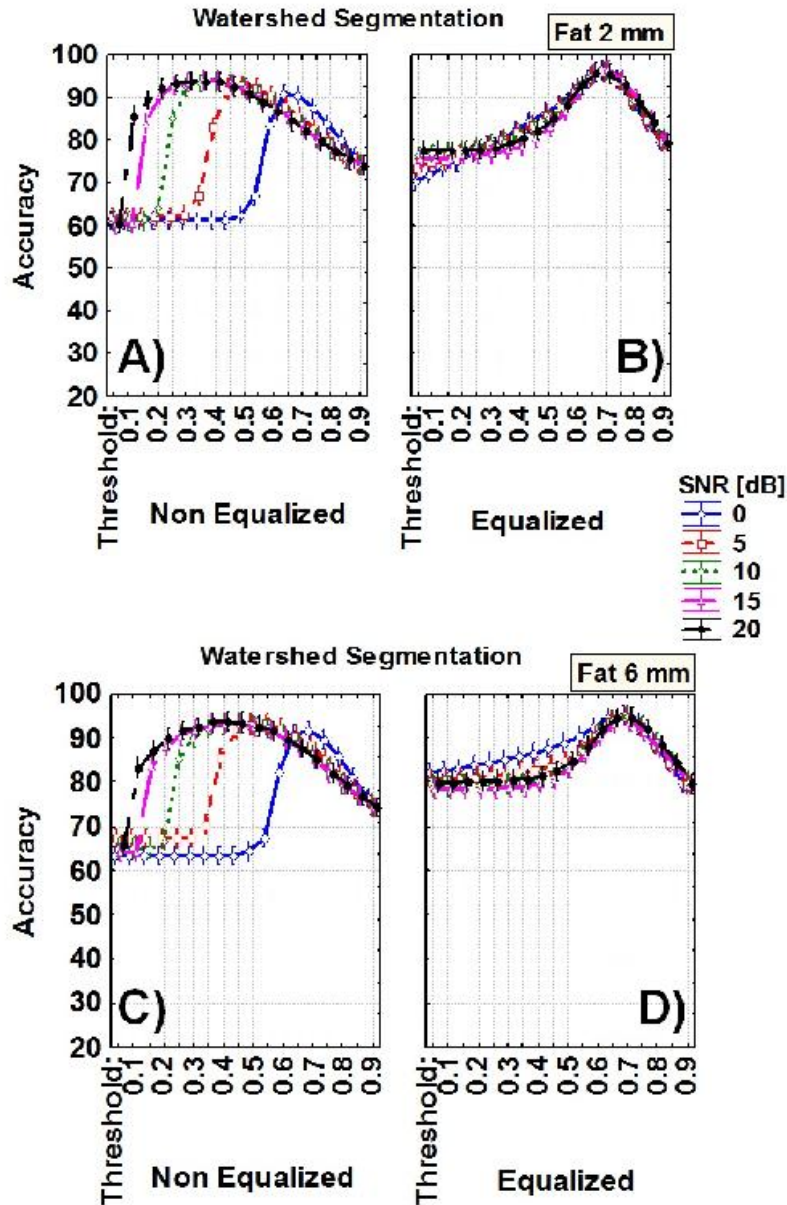 Watershed Segmentation
Fat 2 mm
Accuracy
100
90
80
70
60
50
40
30
20
A)
B)
Threshold: 0.1 0.2 0.3 0.4 0.5 0.6 0.7 0.8 0.9
Threshold: 0.1 0.2 0.3 0.4 0.5 0.6 0.7 0.8 0.9
Non Equalized
Equalized
SNR [dB]
0
5
10
15
20
Watershed Segmentation
Fat 6 mm
Accuracy
100
90
80
70
60
50
40
30
20
C)
D)
Threshold: 0.1 0.2 0.3 0.4 0.5 0.6 0.7 0.8 0.9
Threshold: 0.1 0.2 0.3 0.4 0.5 0.6 0.7 0.8 0.9
Non Equalized
Equalized